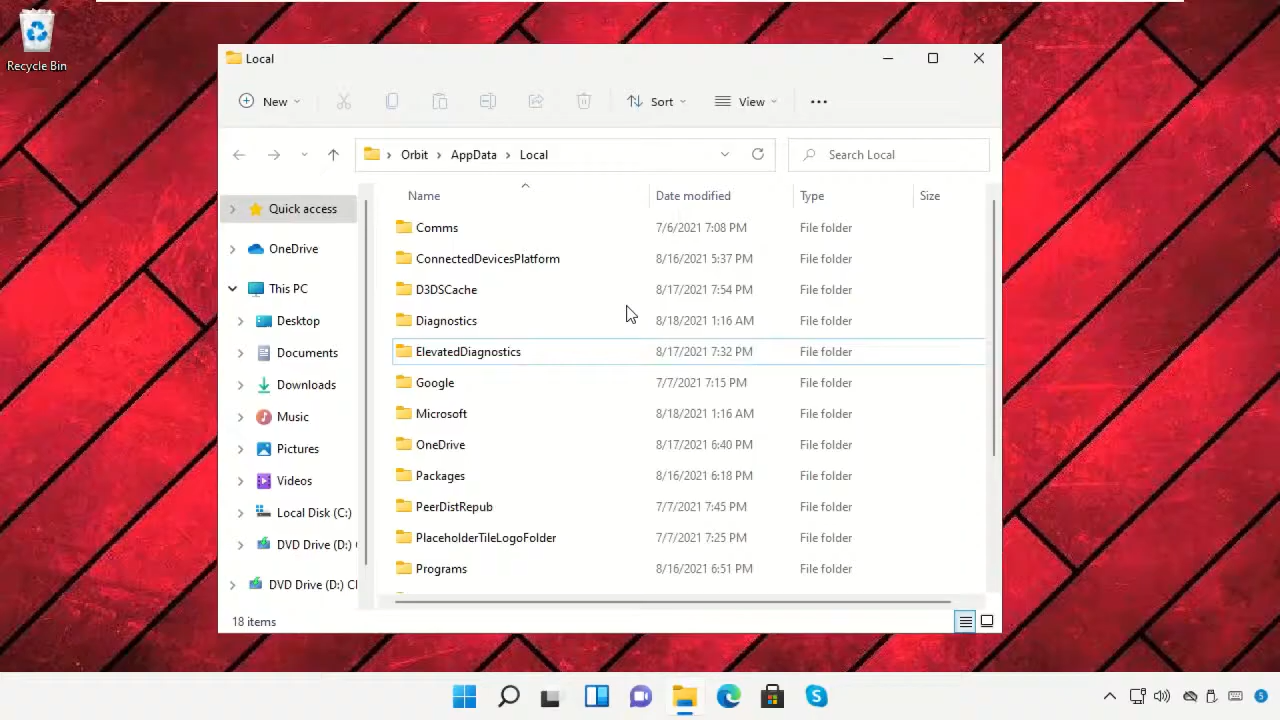 Recycle Bin
Local
New
Sort
View
Orbit > AppData > Local
Search Local
Name Date modified Type Size
Quick access
OneDrive
This PC
Desktop
Documents
Downloads
Music
Pictures
Videos
Local Disk (C:)
DVD Drive (D:)
DVD Drive (D:) C
Comms 7/6/2021 7:08 PM File folder
ConnectedDevicesPlatform 8/16/2021 5:37 PM File folder
D3DSCache 8/17/2021 7:54 PM File folder
Diagnostics 8/18/2021 1:16 AM File folder
ElevatedDiagnostics 8/17/2021 7:32 PM File folder
Google 7/7/2021 7:15 PM File folder
Microsoft 8/18/2021 1:16 AM File folder
OneDrive 8/17/2021 6:40 PM File folder
Packages 8/16/2021 6:18 PM File folder
PeerDistRepub 7/7/2021 7:45 PM File folder
PlaceholderTileLogoFolder 7/7/2021 7:25 PM File folder
Programs 8/16/2021 6:51 PM File folder
18 items
5